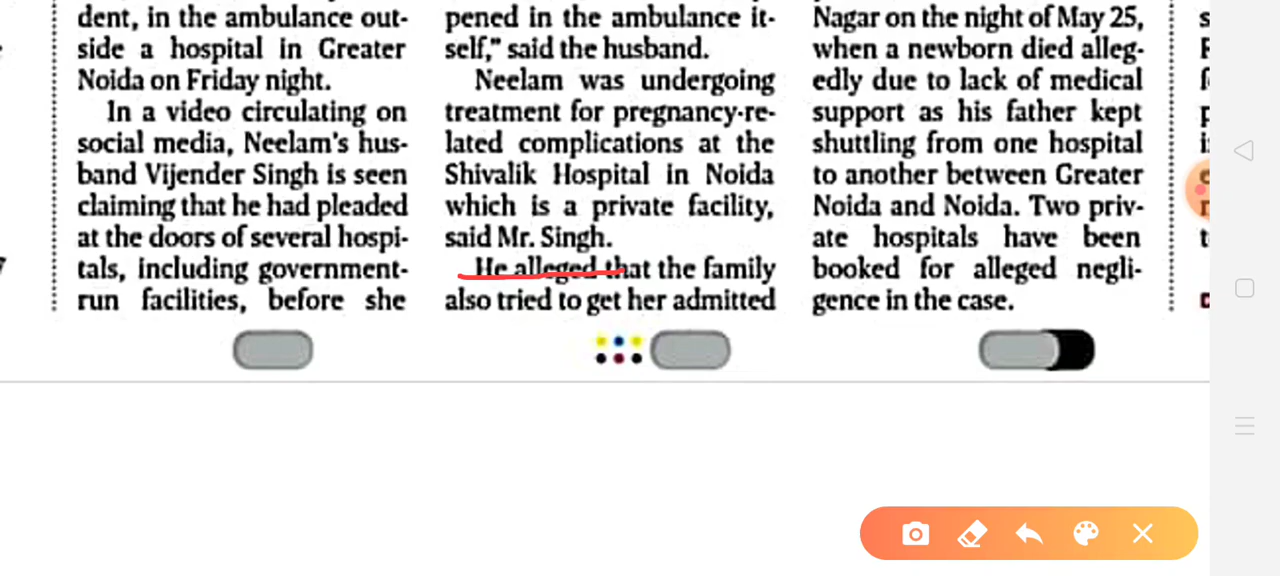 dent, in the ambulance out-
side a hospital in Greater
Noida on Friday night.
In a video circulating on
social media, Neelam's hus-
band Vijender Singh is seen
claiming that he had pleaded
at the doors of several hospi-
tals, including government-
run facilities, before she
pened in the ambulance it-
self," said the husband.
Neelam was undergoing
treatment for pregnancy-re-
lated complications at the
Shivalik Hospital in Noida
which is a private facility,
said Mr. Singh.
He alleged that the family
also tried to get her admitted
Nagar on the night of May 25,
when a newborn died alleg-
edly due to lack of medical
support as his father kept
shuttling from one hospital
to another between Greater
Noida and Noida. Two priv-
ate hospitals have been
booked for alleged negli-
gence in the case.